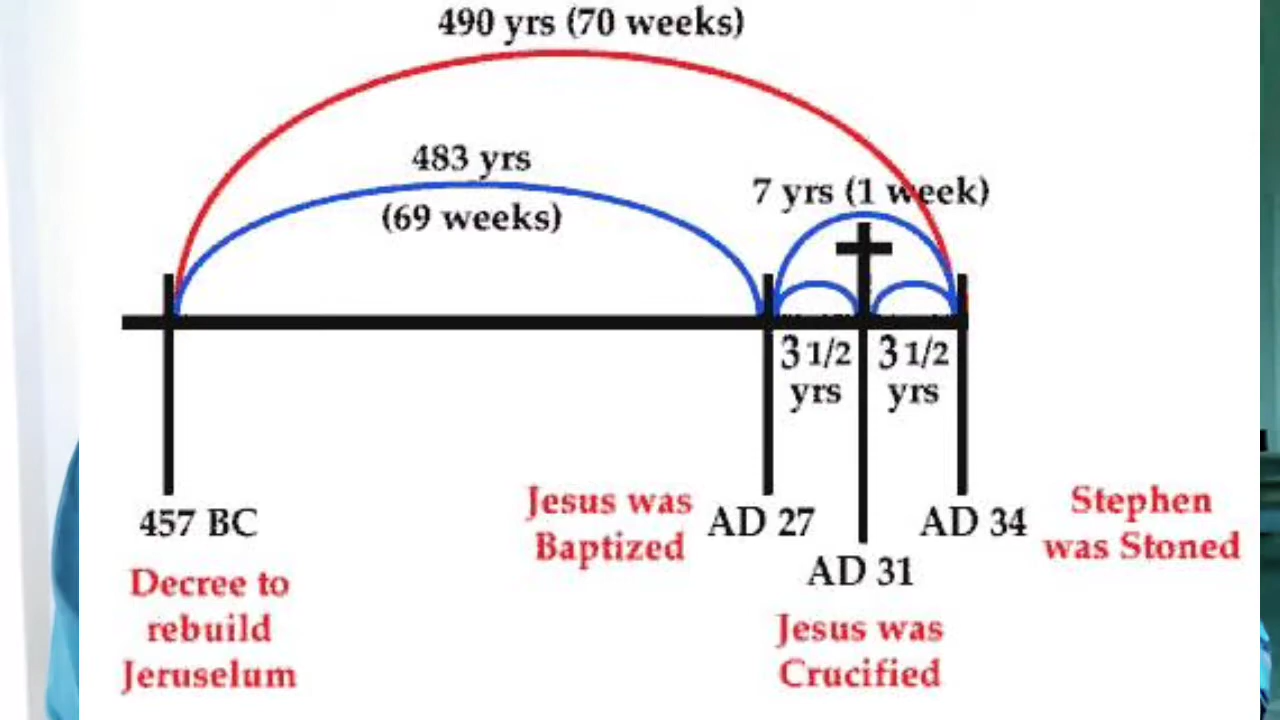 490 yrs (70 weeks)
483 yrs
(69 weeks)
7 yrs (1 week)
3 1/2
yrs
3 1/2
yrs
457 BC
Decree to
rebuild
Jeruselum
Jesus was
Baptized
AD 27
AD 31
Jesus was
Crucified
AD 34
Stephen
was Stoned